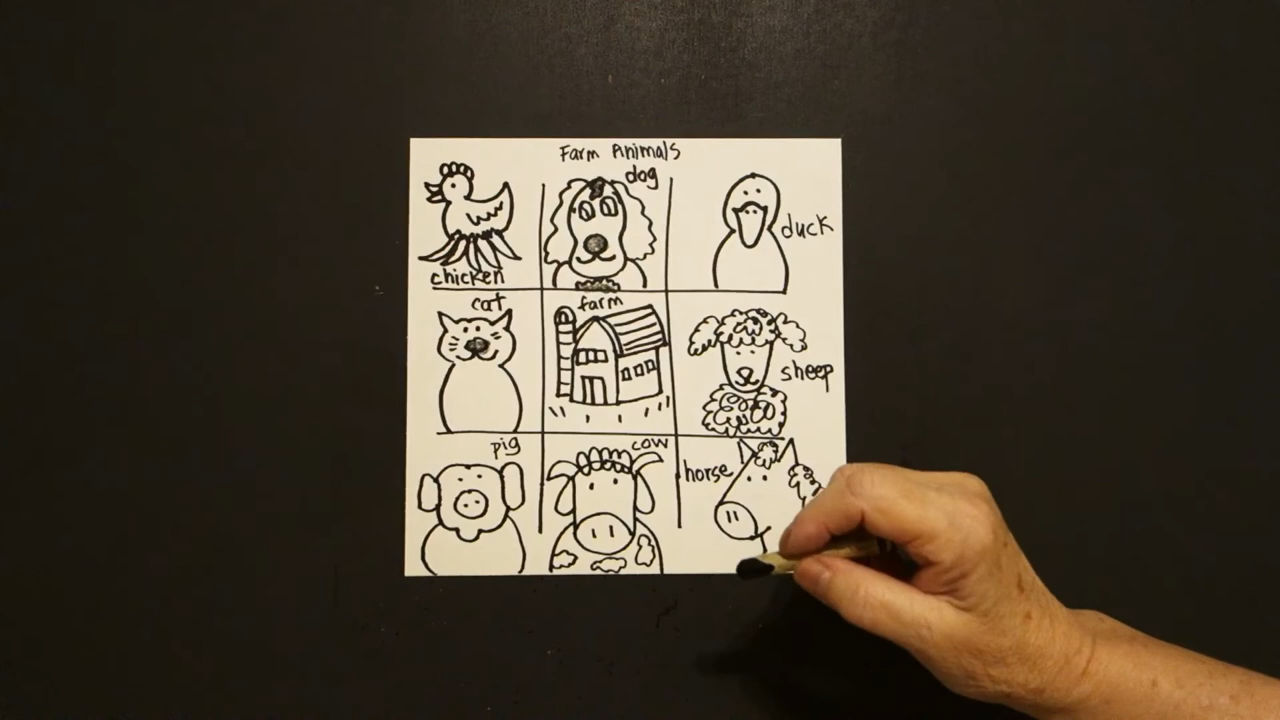 Farm Animals
dog
duck
chicken
cat
farm
sheep
pig
cow
horse